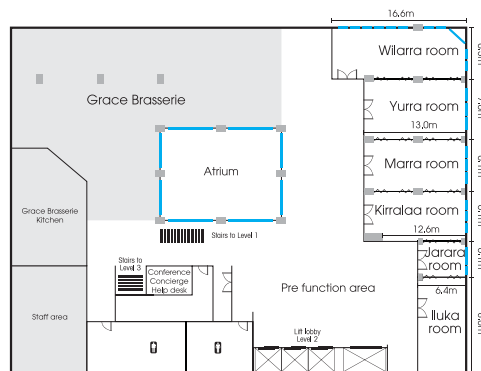 16,6m
Wilarra room
Grace Brasserie
Yurra room
13,0m
Atrium
Marra room
Kirralaa room
12,6m
Grace Brasserie
Kitchen
Stairs to Level 1
Stairs to
Level 3
Conference
Concierge
Help desk
Jarara
room
6,4m
Pre function area
Iluka
room
Staff area
Lift lobby
Level 2